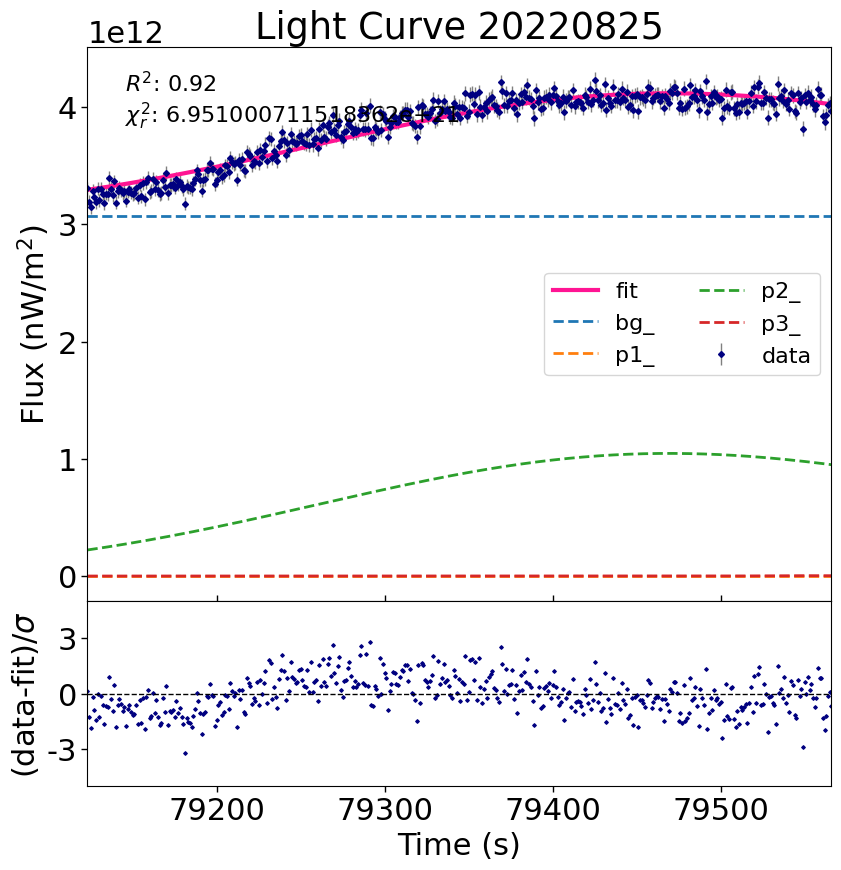 Light Curve 20220825
1e12
R²: 0.92
χ²ᵣ:
4
3
2
1
0
Flux (nW/m²)
fit
bg_
p1_
p2_
p3_
data
3
0
-3
(data-fit)/σ
79200 79300 79400 79500
Time (s)